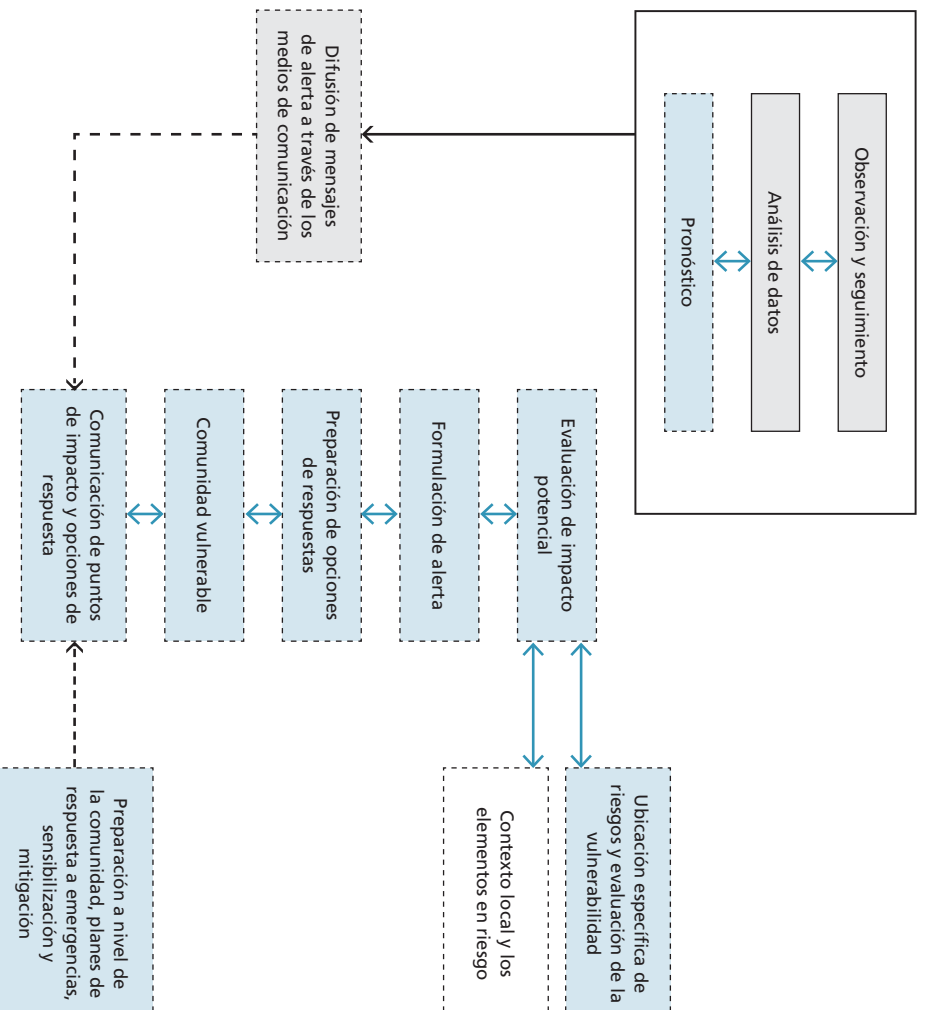 Observación y seguimiento
Análisis de datos
Pronóstico
Difusión de mensajes
de alerta a través de los
medios de comunicación
Evaluación de impacto
potencial
Formulación de alerta
Preparación de opciones
de respuestas
Comunidad vulnerable
Comunicación de puntos
de impacto y opciones de
respuesta
Ubicación específica de
riesgos y evaluación de la
vulnerabilidad
Contexto local y los
elementos en riesgo
Preparación a nivel de
la comunidad, planes de
respuesta a emergencias,
sensibilización y
mitigación